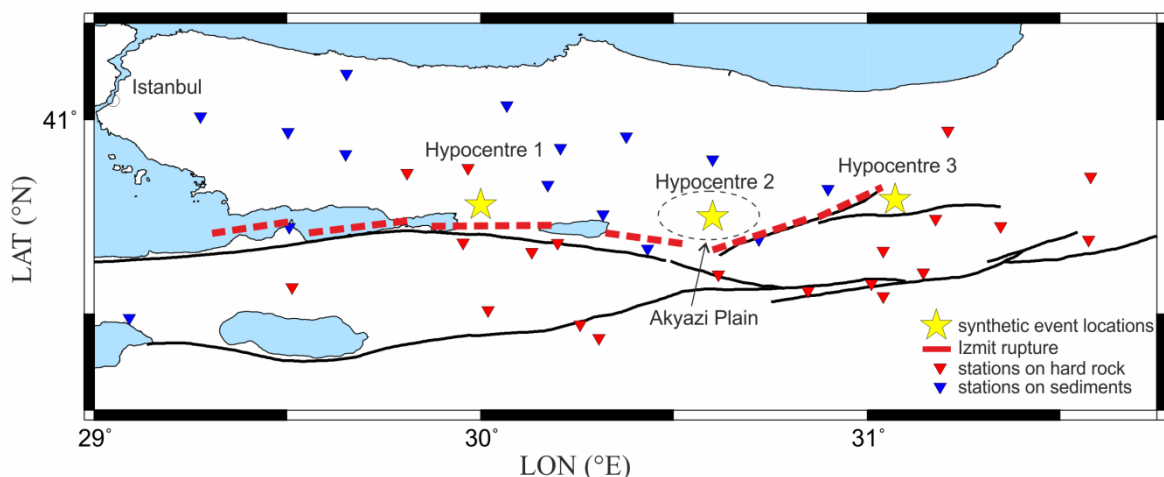 Istanbul
41°
Hypocentre 1
Hypocentre 2
Hypocentre 3
LAT (°N)
Akyazi Plain
synthetic event locations
Izmit rupture
stations on hard rock
stations on sediments
29°
30°
31°
LON (°E)